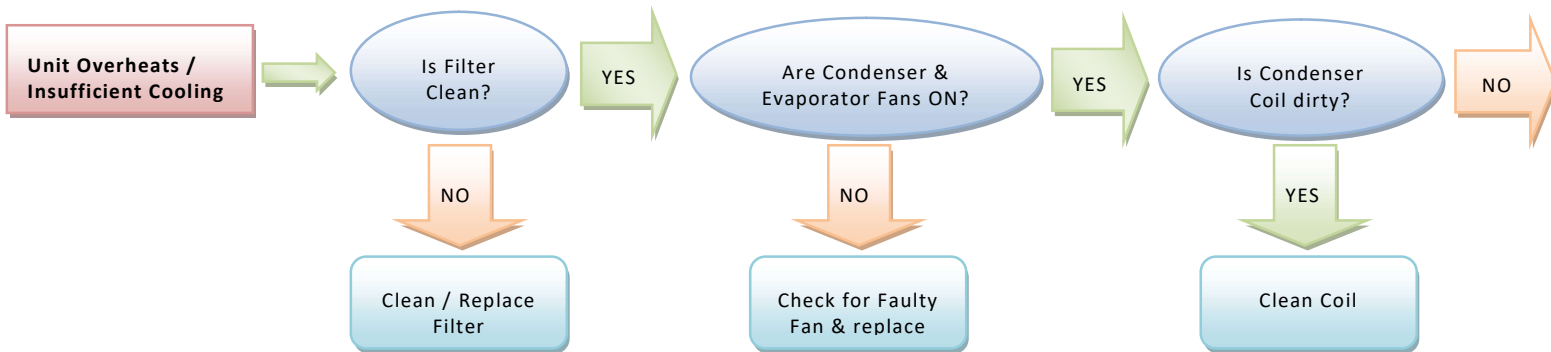 Unit Overheats /
Insufficient Cooling
Is Filter
Clean?
YES
Are Condenser &
Evaporator Fans ON?
YES
Is Condenser
Coil dirty?
NO
NO
NO
YES
Clean / Replace
Filter
Check for Faulty
Fan & replace
Clean Coil